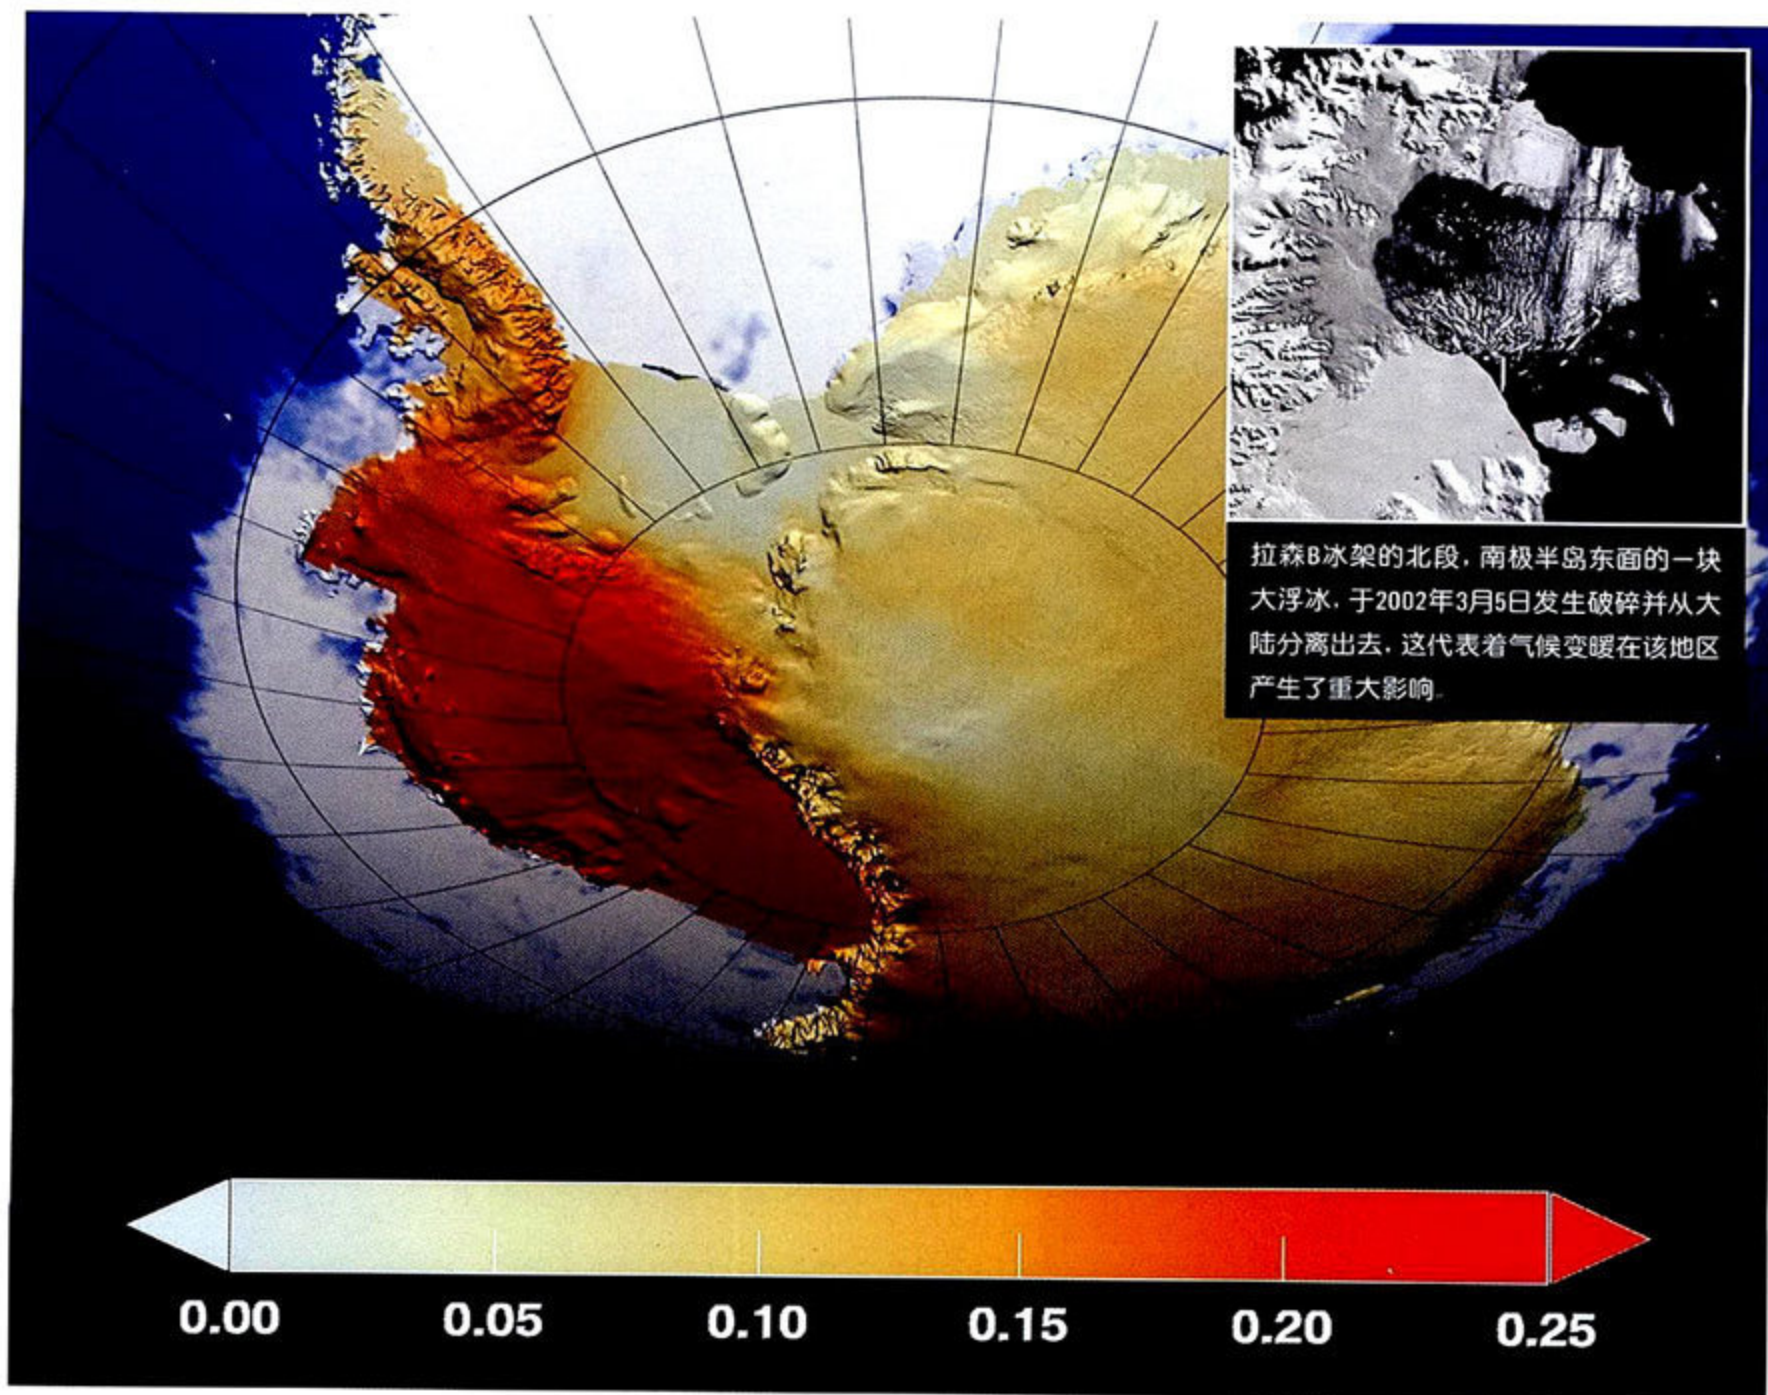 拉森B冰架的北段，南极半岛东面的一块
大浮冰，于2002年3月5日发生破碎并从大
陆分离出去，这代表着气候变暖在该地区
产生了重大影响。
0.00 0.05 0.10 0.15 0.20 0.25